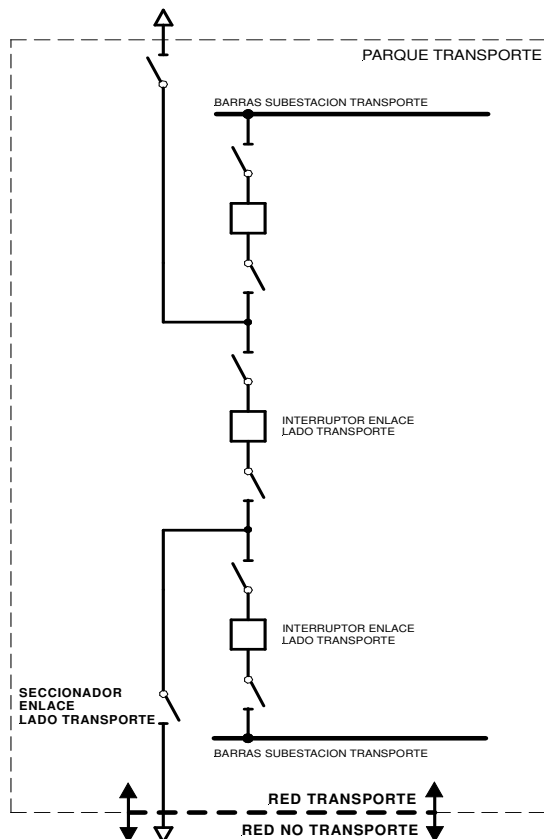 PARQUE TRANSPORTE
BARRAS SUBESTACION TRANSPORTE
INTERRUPTOR ENLACE
LADO TRANSPORTE
INTERRUPTOR ENLACE
LADO TRANSPORTE
SECCIONADOR
ENLACE
LADO TRANSPORTE
BARRAS SUBESTACION TRANSPORTE
RED TRANSPORTE
RED NO TRANSPORTE